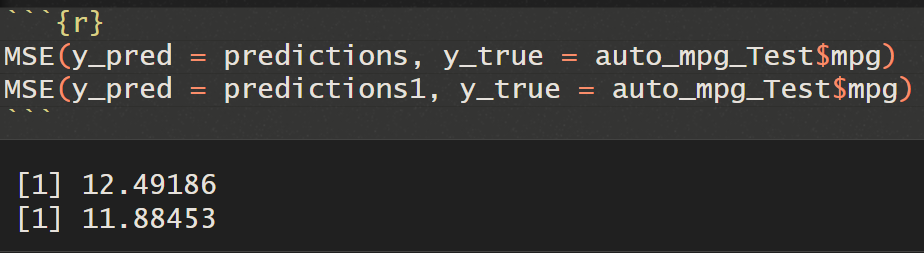 ```{r}
MSE(y_pred = predictions, y_true = auto_mpg_Test$mpg)
MSE(y_pred = predictions1, y_true = auto_mpg_Test$mpg)
```
[1] 12.49186
[1] 11.88453